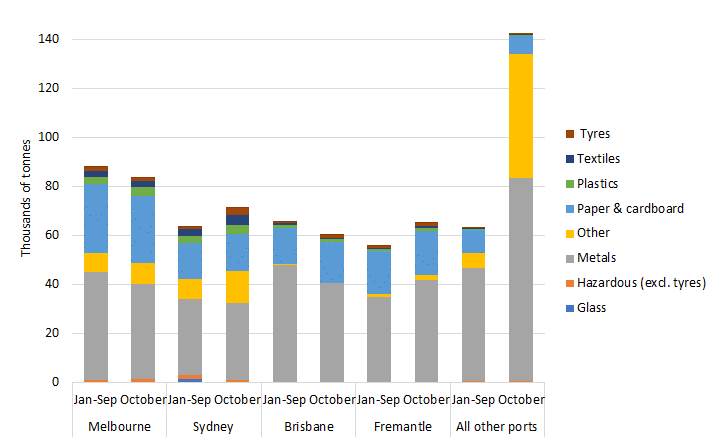 140
120
100
80
60
40
20
0
Thousands of tonnes
Jan-Sep October Jan-Sep October Jan-Sep October Jan-Sep October Jan-Sep October
Melbourne Sydney Brisbane Fremantle All other ports
Tyres
Textiles
Plastics
Paper & cardboard
Other
Metals
Hazardous (excl. tyres)
Glass